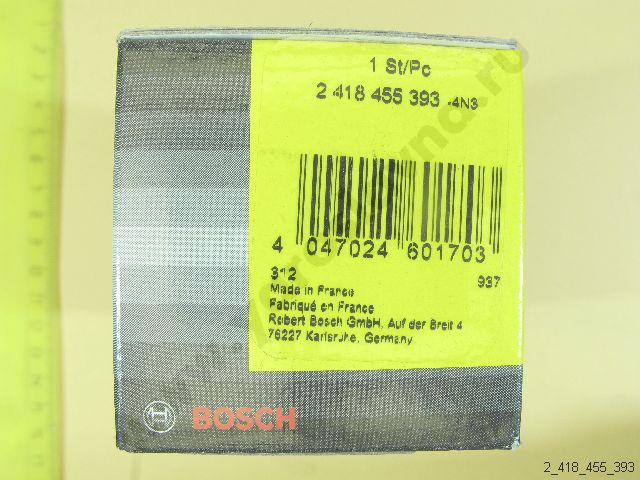 1 St/Pc
2 418 455 393 -4N3
4 047024 601703
312
937
Made in France
Fabriqué en France
Robert Bosch GmbH, Auf der Breit 4
76227 Karlsruhe, Germany
BOSCH
2_418_455_393